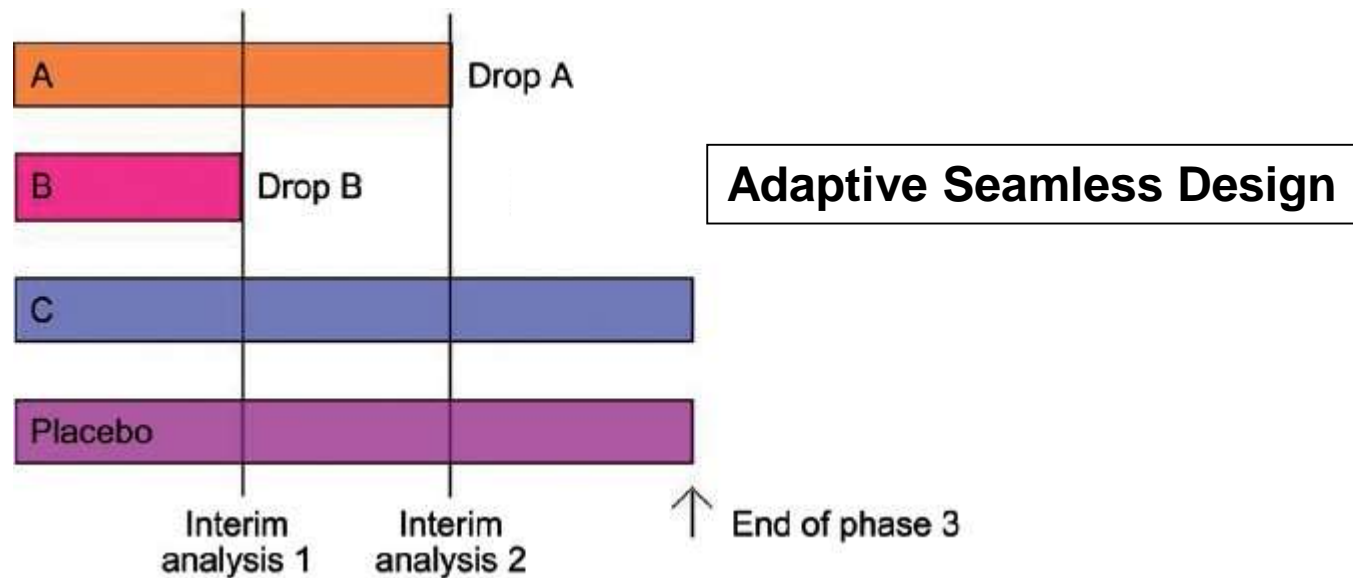 A
Drop A
B
Drop B
Adaptive Seamless Design
C
Placebo
Interim
analysis 1
Interim
analysis 2
End of phase 3